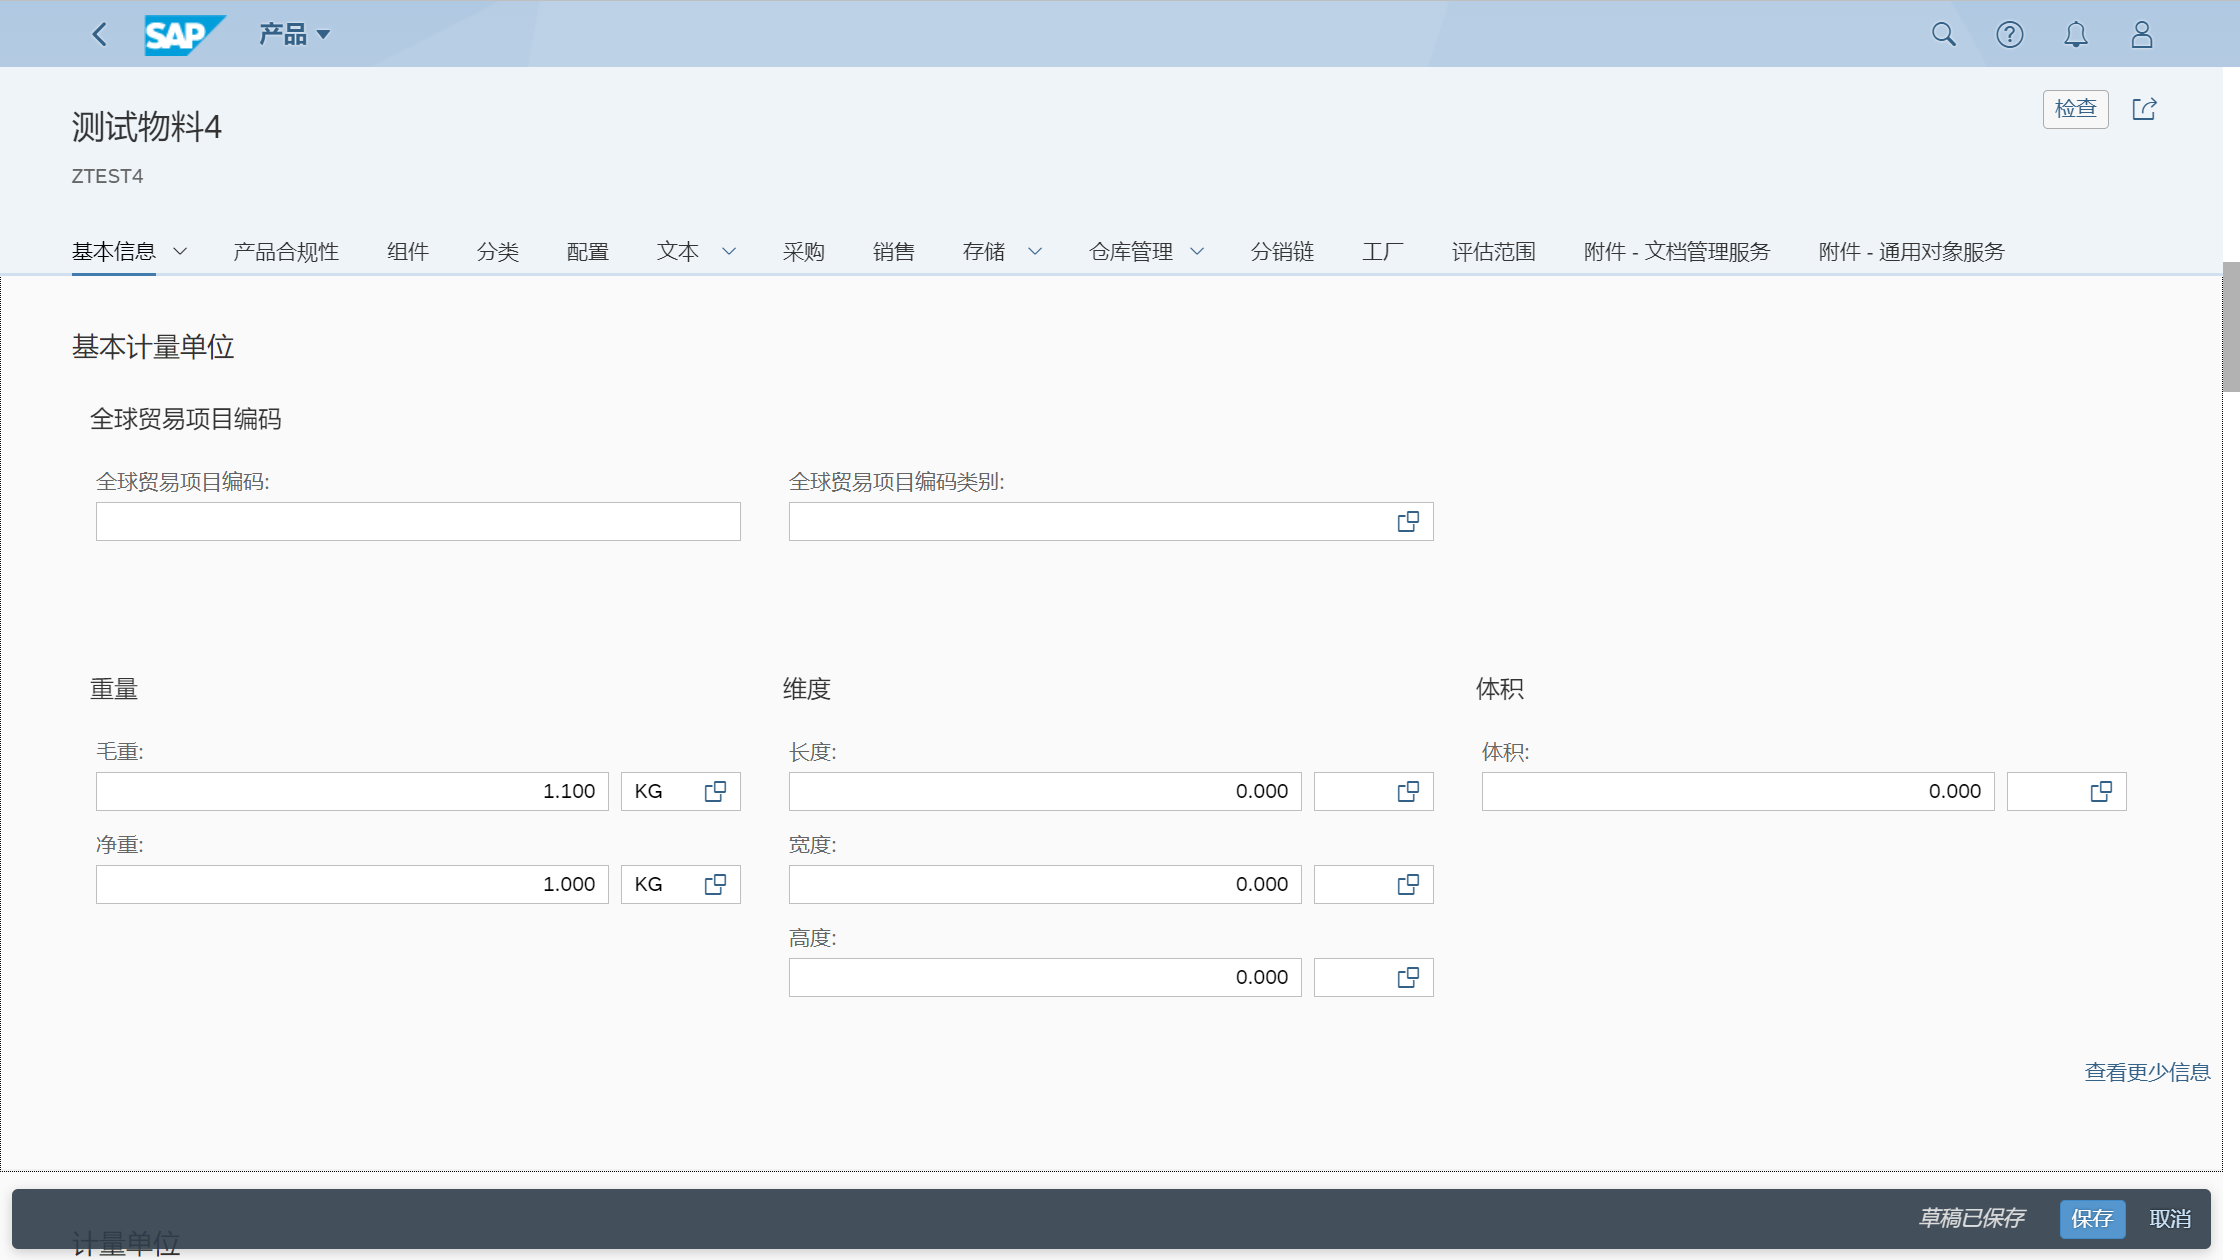 SAP 产品
测试物料4
检查
ZTEST4
基本信息 产品合规性 组件 分类 配置 文本 采购 销售 存储 仓库管理 分销链 工厂 评估范围 附件 - 文档管理服务 附件 - 通用对象服务
基本计量单位
全球贸易项目编码
全球贸易项目编码: 全球贸易项目编码类别:
重量 维度 体积
毛重: 长度: 体积:
1.100 KG 0.000 0.000
净重: 宽度:
1.000 KG 0.000
高度:
0.000
查看更少信息
草稿已保存 保存 取消
计量单位